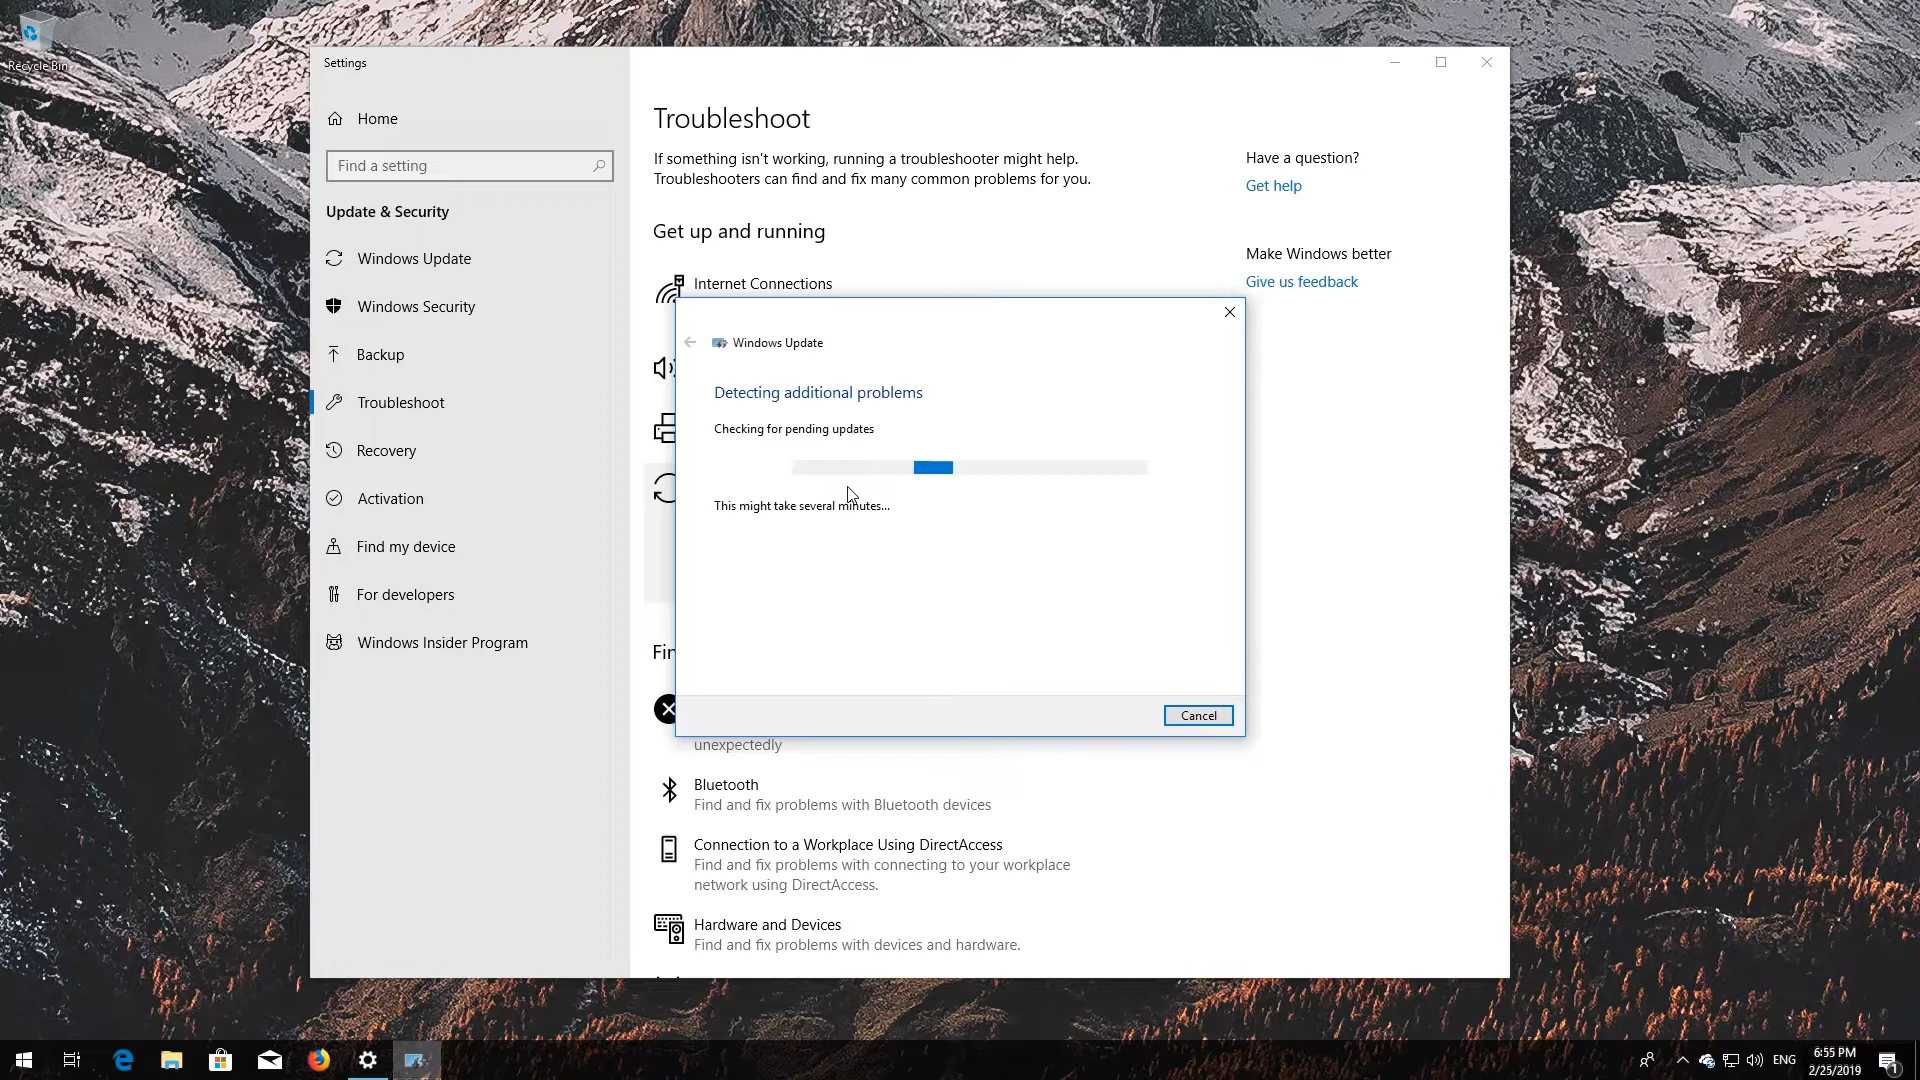 Recycle Bin
Settings
Home
Find a setting
Update & Security
Windows Update
Windows Security
Backup
Troubleshoot
Recovery
Activation
Find my device
For developers
Windows Insider Program
Troubleshoot
If something isn't working, running a troubleshooter might help.
Troubleshooters can find and fix many common problems for you.
Get up and running
Internet Connections
Windows Update
Detecting additional problems
Checking for pending updates
This might take several minutes...
Cancel
unexpectedly
Bluetooth
Find and fix problems with Bluetooth devices
Connection to a Workplace Using DirectAccess
Find and fix problems with connecting to your workplace
network using DirectAccess.
Hardware and Devices
Find and fix problems with devices and hardware.
Have a question?
Get help
Make Windows better
Give us feedback
ENG
6:55 PM
2/25/2019
1